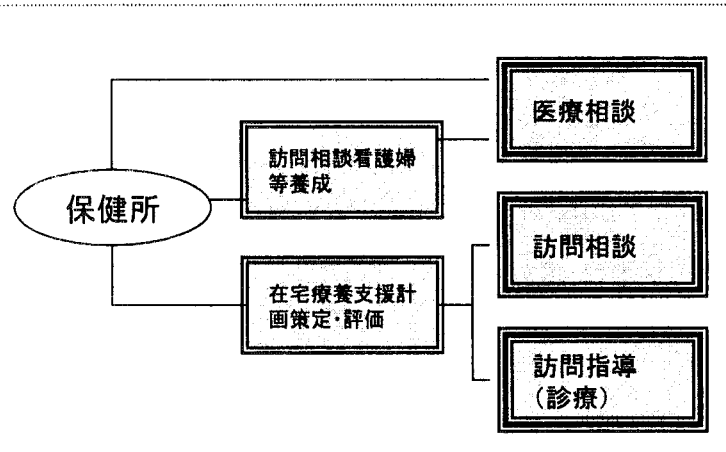 保健所
訪問相談看護婦
等養成
在宅療養支援計
画策定・評価
医療相談
訪問相談
訪問指導
(診療)